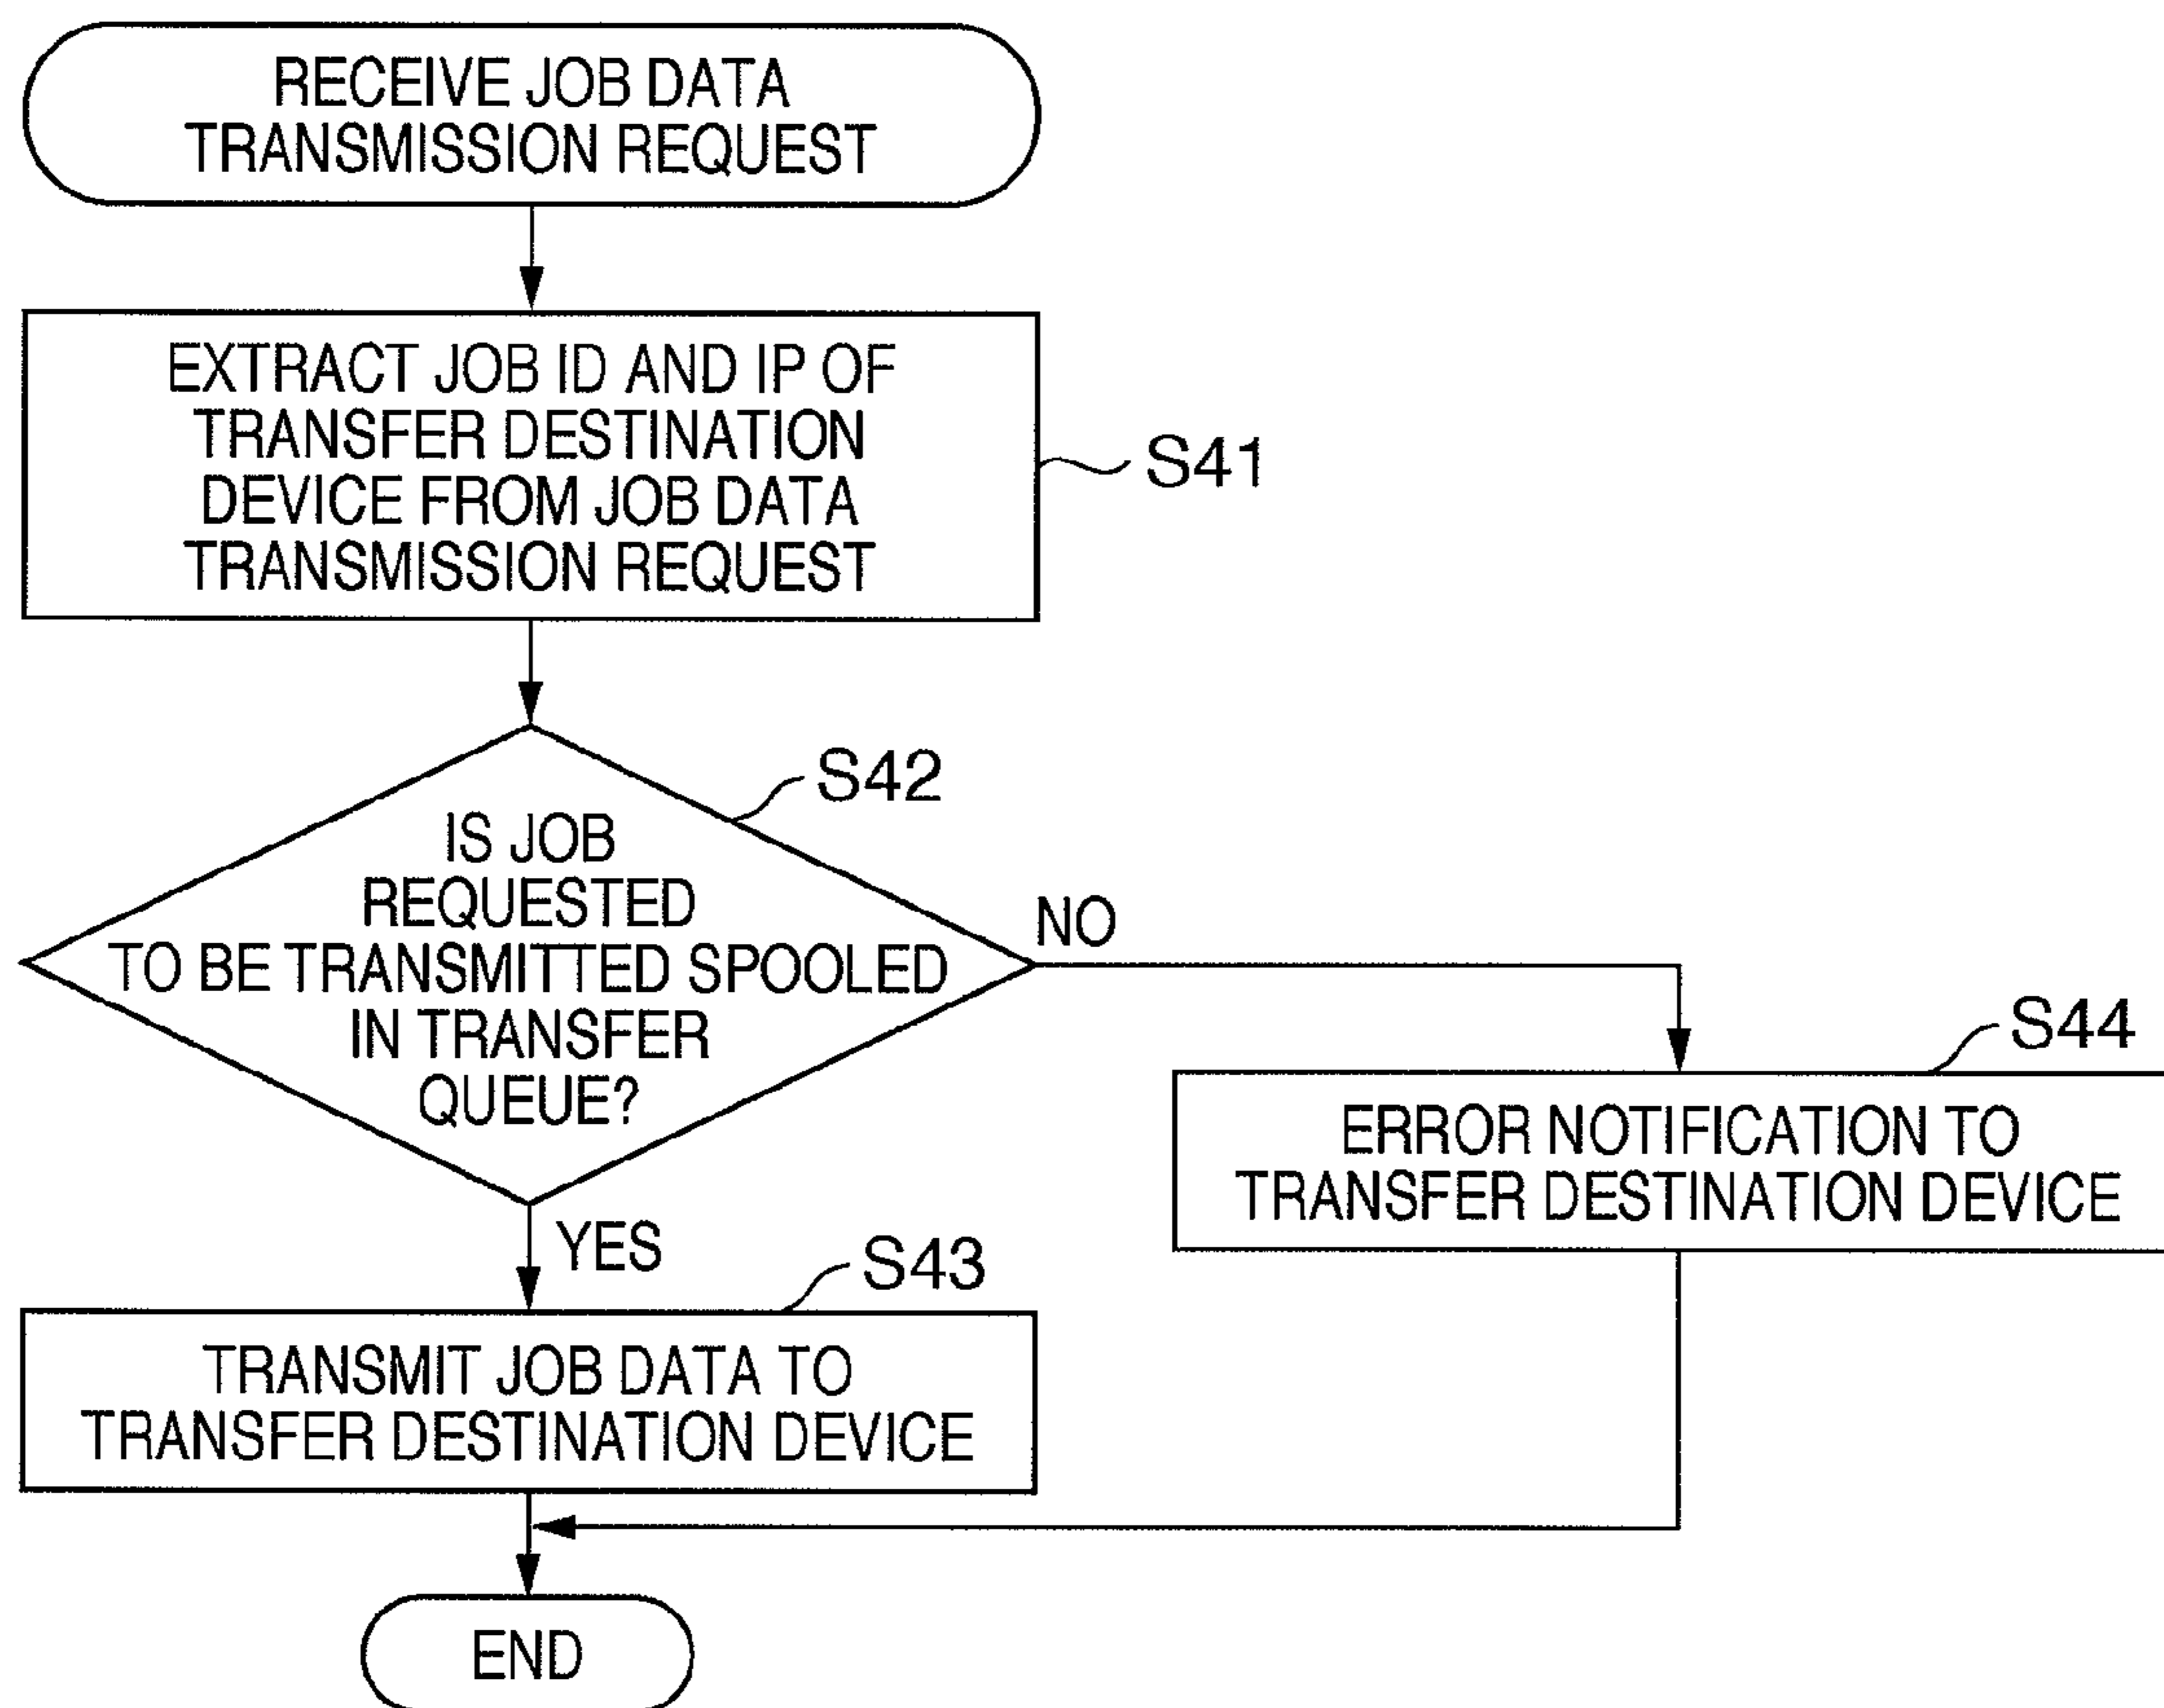 RECEIVE JOB DATA
TRANSMISSION REQUEST
EXTRACT JOB ID AND IP OF
TRANSFER DESTINATION
DEVICE FROM JOB DATA
TRANSMISSION REQUEST
S41
S42
IS JOB
REQUESTED
TO BE TRANSMITTED SPOOLED
IN TRANSFER
QUEUE?
NO
S44
ERROR NOTIFICATION TO
TRANSFER DESTINATION DEVICE
YES
S43
TRANSMIT JOB DATA TO
TRANSFER DESTINATION DEVICE
END